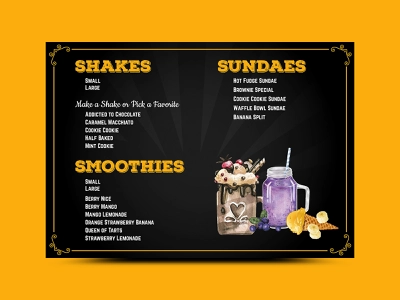 SHAKES
SMALL
LARGE
Make a Shake or Pick a Favorite
ADDICTED TO CHOCOLATE
CARAMEL MACCHIATO
COOKIE COOKIE
HALF BAKED
MINT COOKIE
SMOOTHIES
SMALL
LARGE
BERRY NICE
BERRY MANGO
MANGO LEMONADE
ORANGE STRAWBERRY BANANA
QUEEN OF TARTS
STRAWBERRY LEMONADE
SUNDAES
HOT FUDGE SUNDAE
BROWNIE SPECIAL
COOKIE COOKIE SUNDAE
WAFFLE BOWL SUNDAE
BANANA SPLIT